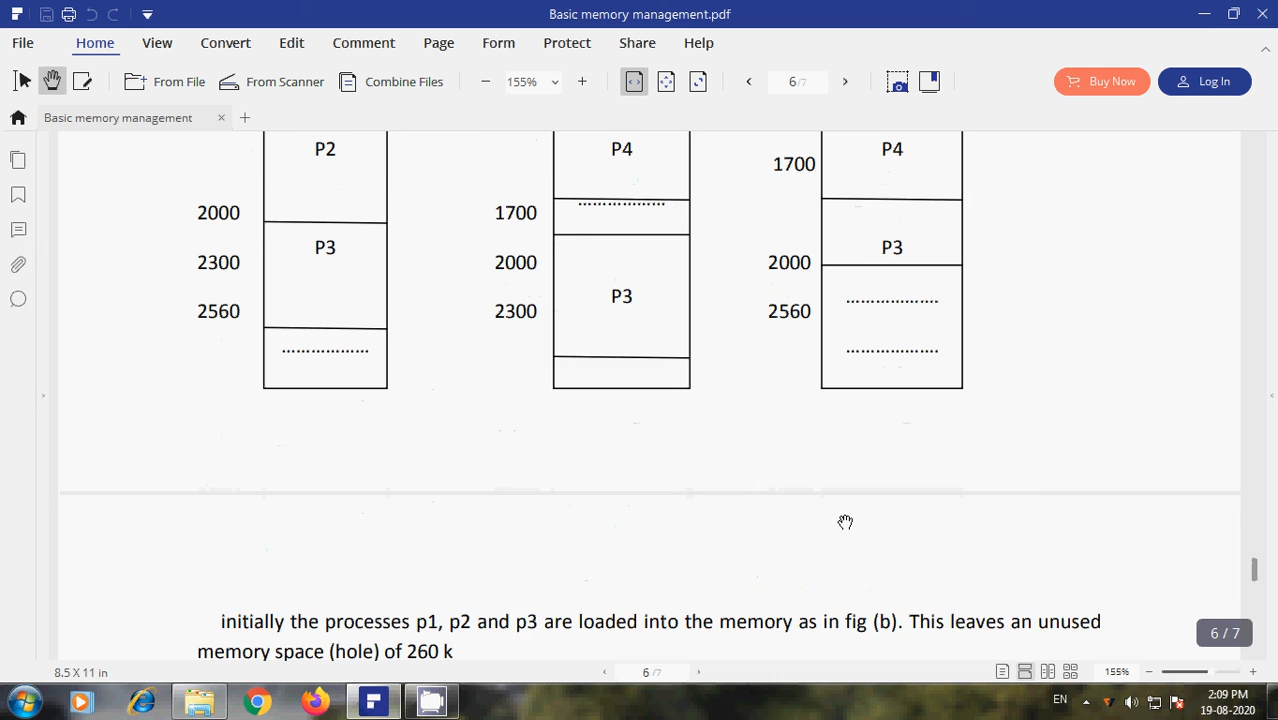 Basic memory management.pdf
File Home View Convert Edit Comment Page Form Protect Share Help
From File From Scanner Combine Files 155% 6/7 Buy Now Log In
Basic memory management
P2 P4 1700 P4
2000 1700 ..................
2300 P3 2000 2000 P3
2560 2300 P3 2560 ...................
.................. ...................
initially the processes p1, p2 and p3 are loaded into the memory as in fig (b). This leaves an unused
memory space (hole) of 260 k
6 / 7
8.5 X 11 in 6 /7 155%
EN 2:09 PM
19-08-2020